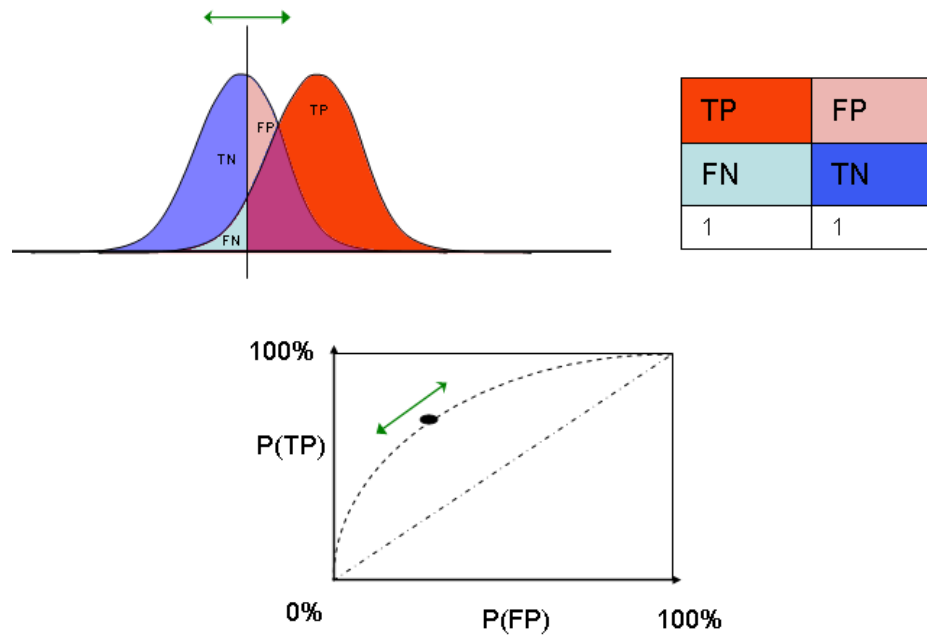 TN
FP
TP
FN
TP FP
FN TN
1 1
100%
P(TP)
0%
P(FP)
100%